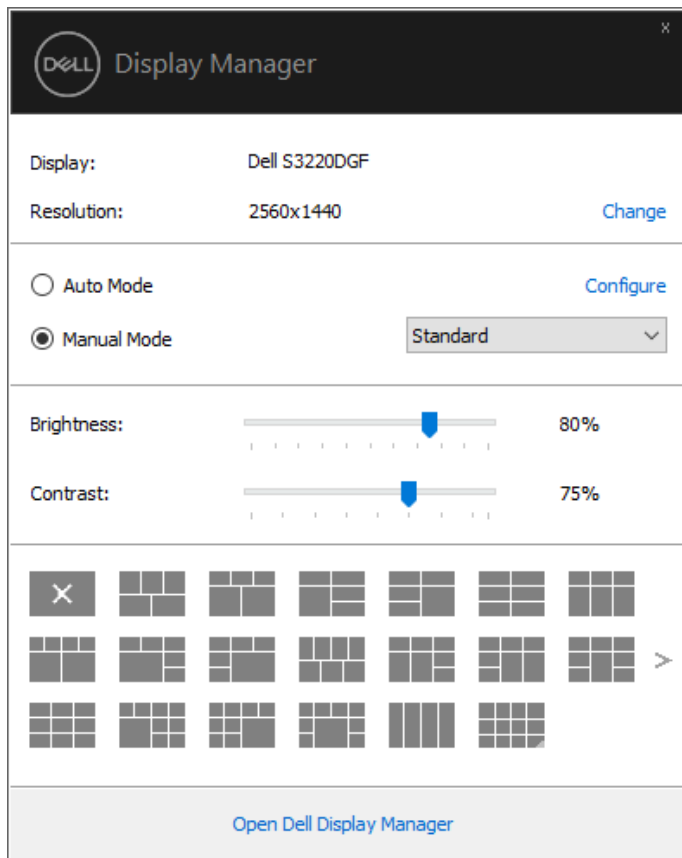 x
DELL Display Manager
Display: Dell S3220DGF
Resolution: 2560x1440 Change
Auto Mode Configure
Manual Mode Standard
Brightness: 80%
Contrast: 75%
Open Dell Display Manager